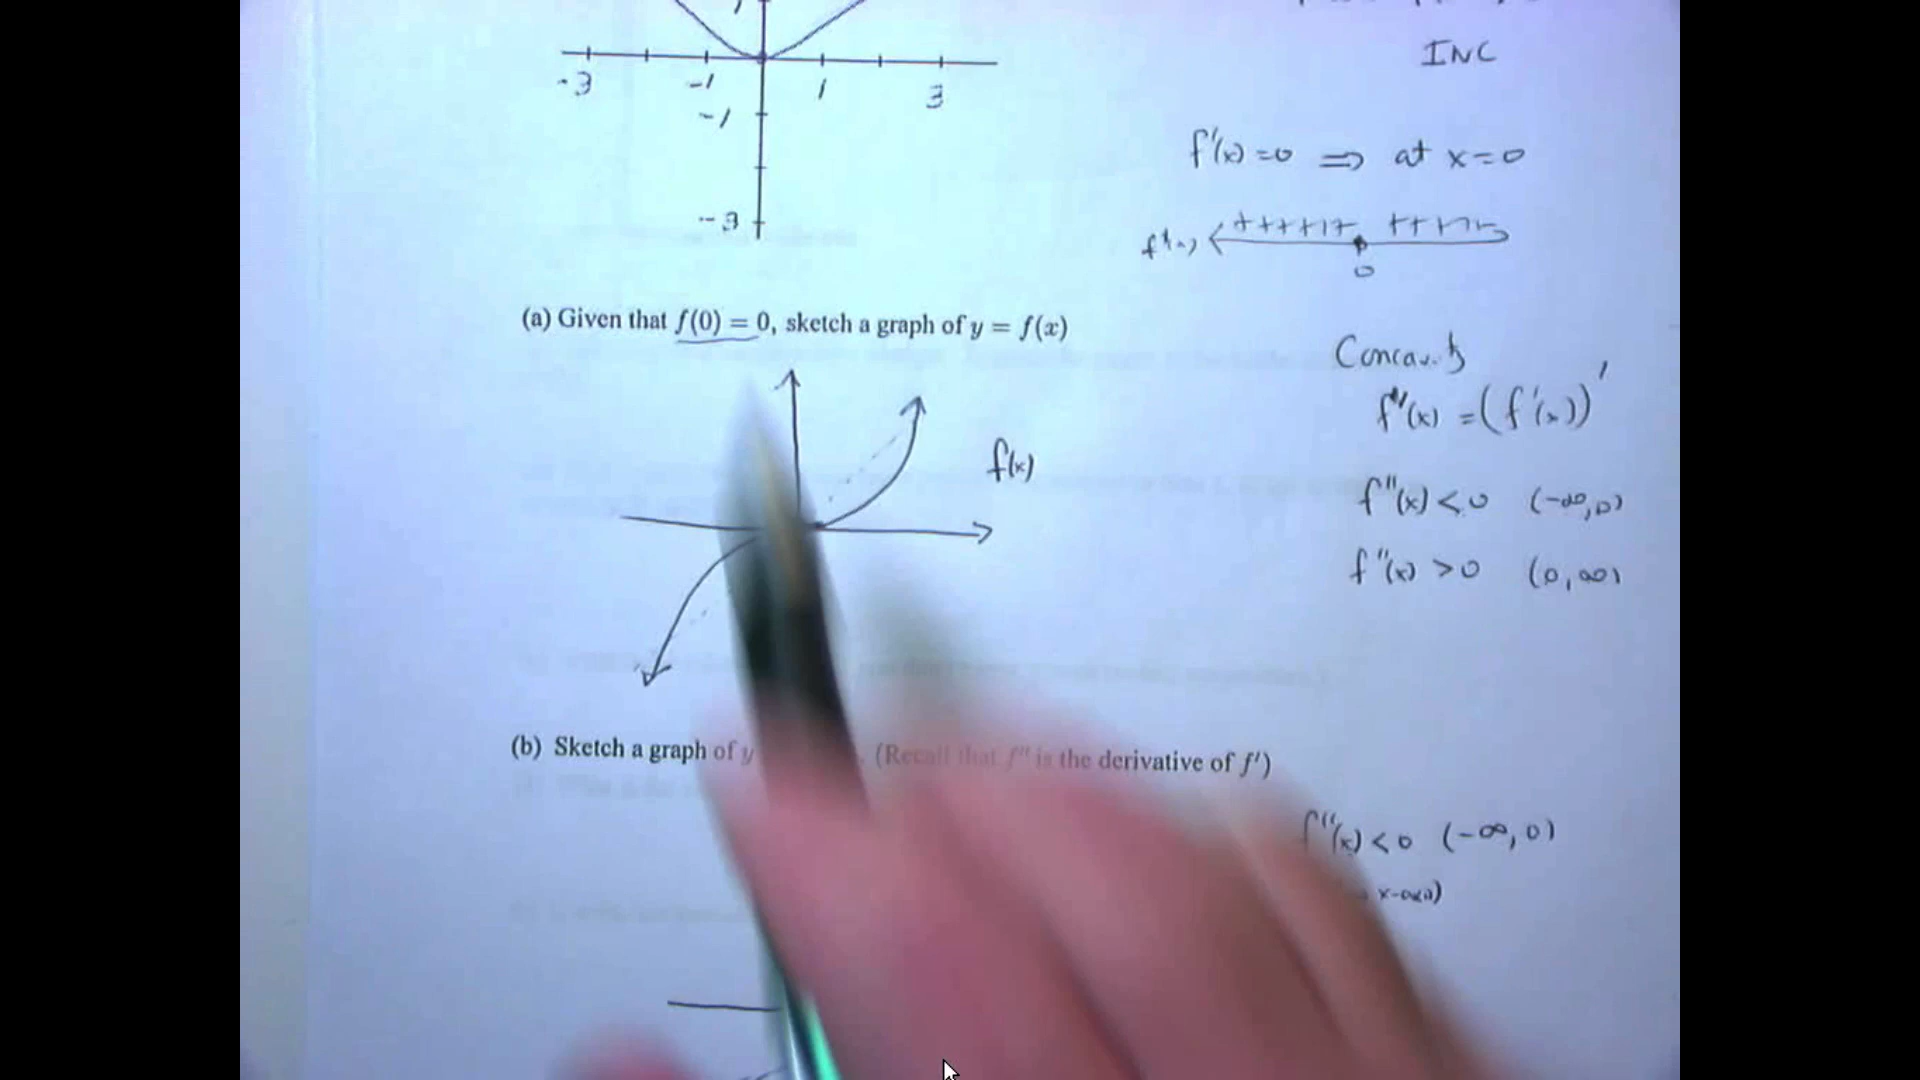 INC
-3 -1 1 3
-1
f'(x) = 0 ⇒ at x = 0
-3
+++++ ++++
0
(a) Given that f(0) = 0, sketch a graph of y = f(x)
Concavity
f''(x) = (f'(x))'
f(x)
f''(x) < 0 (-∞, 0)
f''(x) > 0 (0, ∞)
(b) Sketch a graph of y (Recall that f'' is the derivative of f')
f''(x) < 0 (-∞, 0)